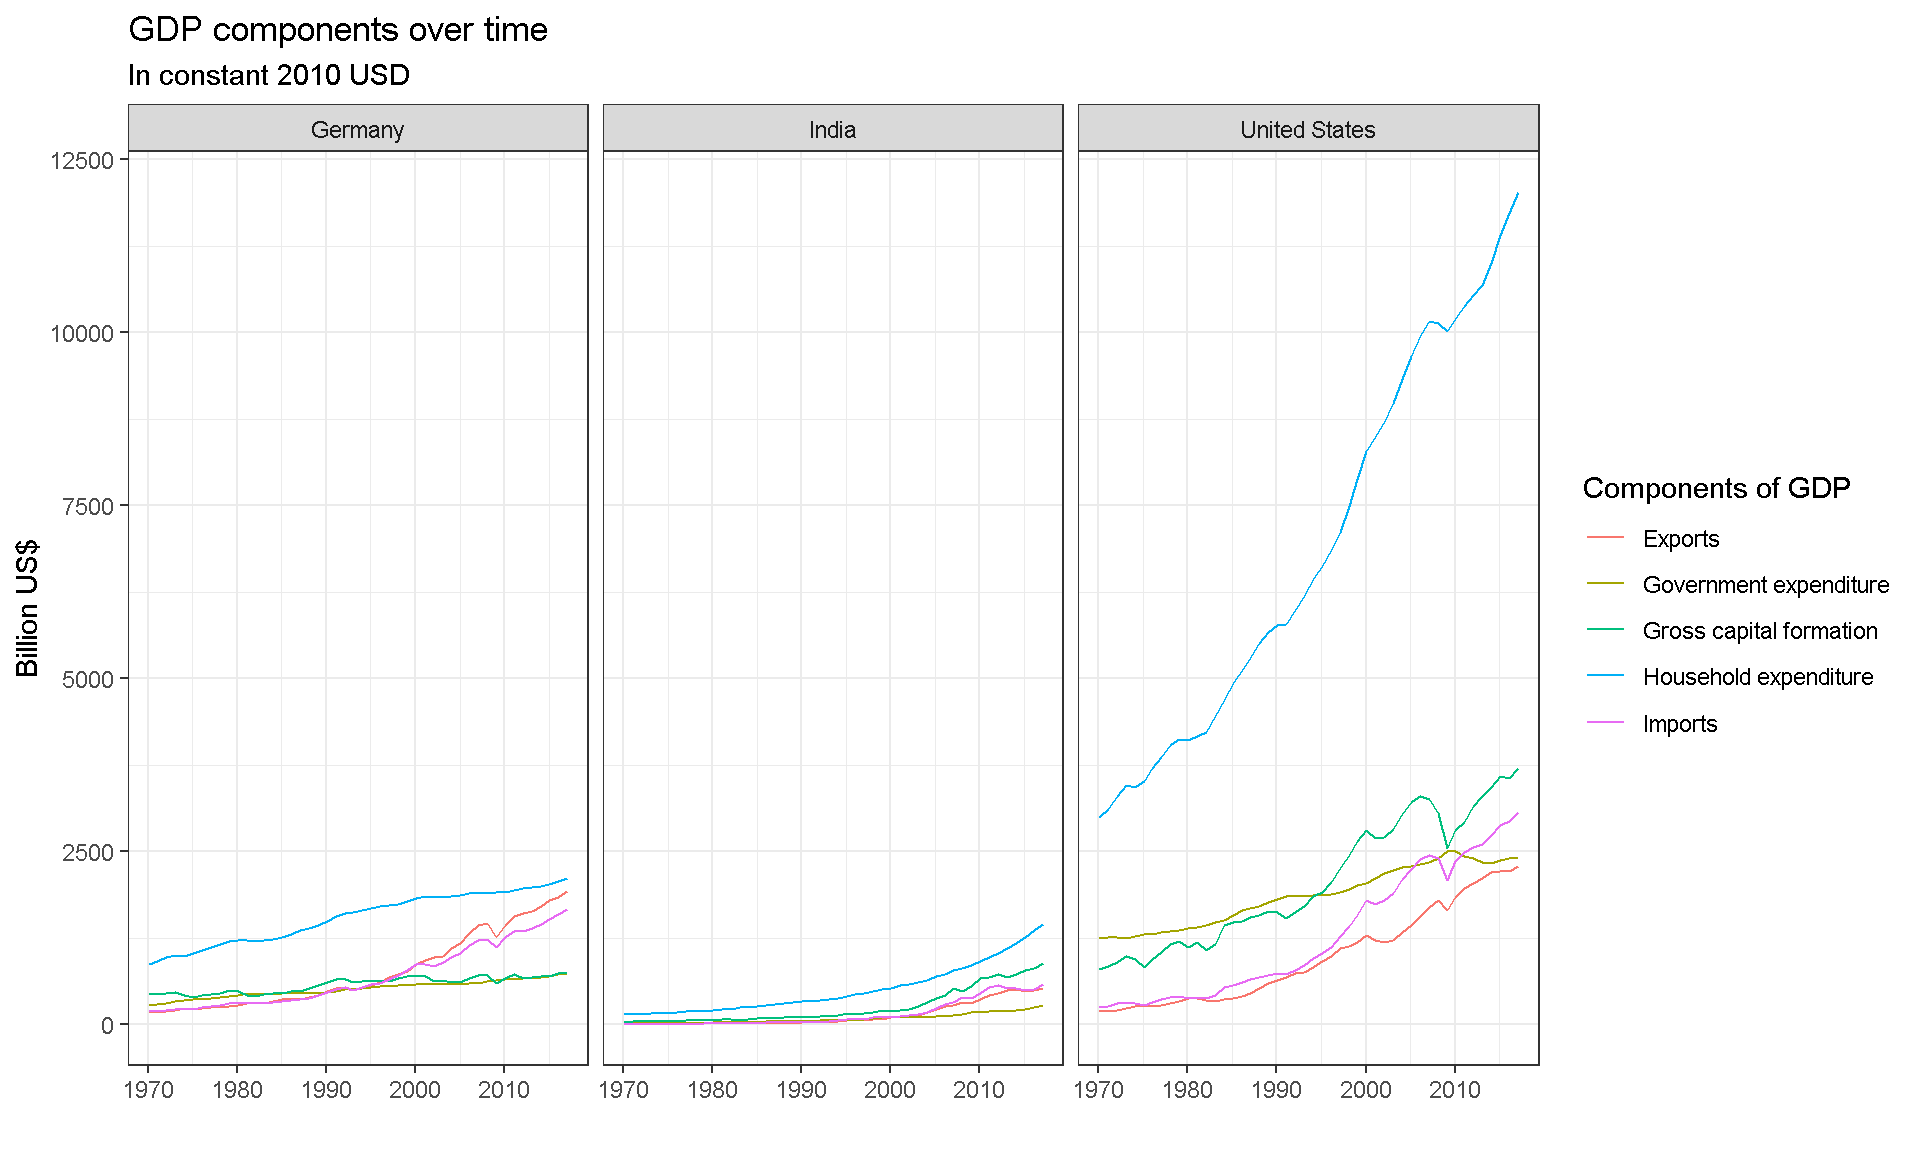 GDP components over time
In constant 2010 USD
Germany
India
United States
Billion US$
12500
10000
7500
5000
2500
0
1970 1980 1990 2000 2010
1970 1980 1990 2000 2010
1970 1980 1990 2000 2010
Components of GDP
Exports
Government expenditure
Gross capital formation
Household expenditure
Imports